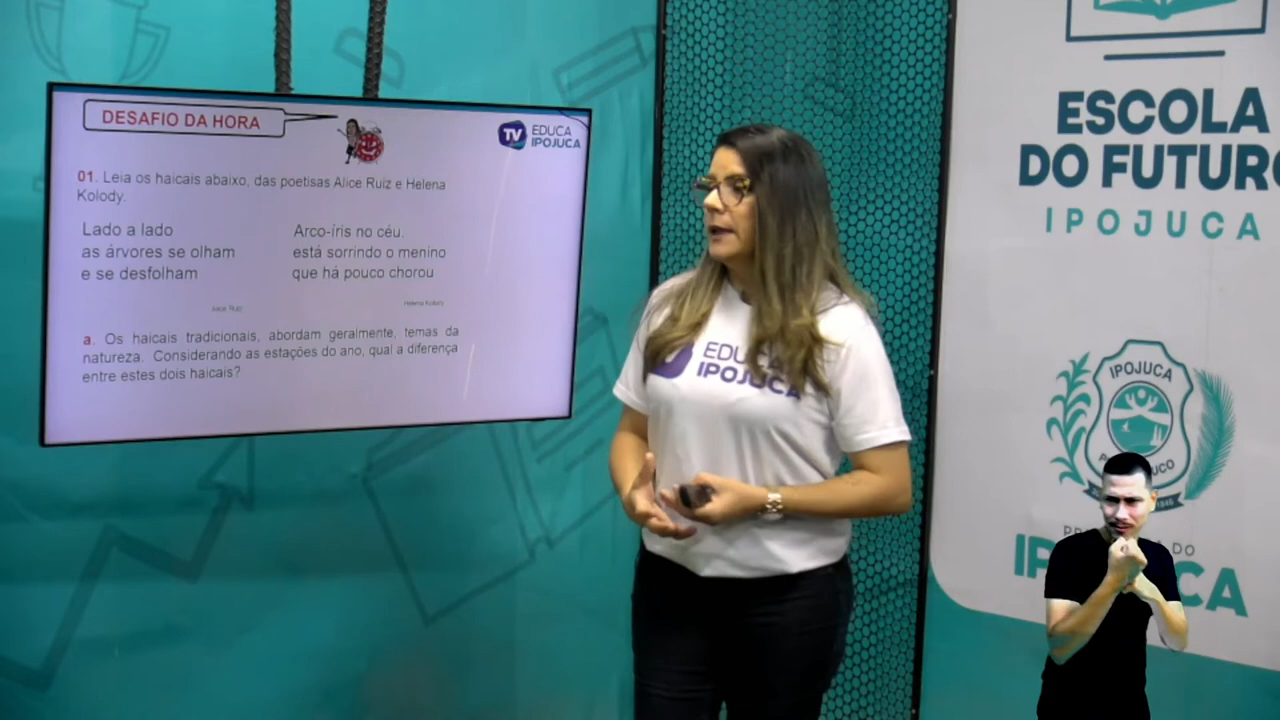 DESAFIO DA HORA
TV EDUCA
IPOJUCA
01. Leia os haicais abaixo, das poetisas Alice Ruiz e Helena
Kolody.
Lado a lado
as árvores se olham
e se desfolham
Alice Ruiz
Arco-íris no céu.
está sorrindo o menino
que há pouco chorou
Helena Kolody
a. Os haicais tradicionais, abordam geralmente, temas da
natureza. Considerando as estações do ano, qual a diferença
entre estes dois haicais?
EDUCA
IPOJUCA
ESCOLA
DO FUTURO
IPOJUCA
IPOJUCA